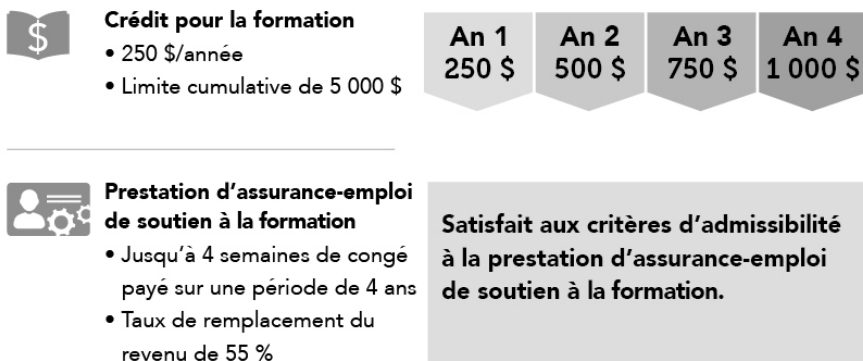 $
Crédit pour la formation
• 250 $/année
• Limite cumulative de 5 000 $
An 1
250 $
An 2
500 $
An 3
750 $
An 4
1 000 $
Prestation d’assurance-emploi
de soutien à la formation
• Jusqu’à 4 semaines de congé
payé sur une période de 4 ans
• Taux de remplacement du
revenu de 55 %
Satisfait aux critères d’admissibilité
à la prestation d’assurance-emploi
de soutien à la formation.